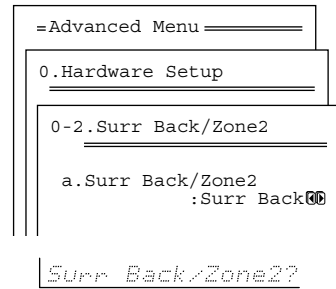 =Advanced Menu
0.Hardware Setup
0-2.Surr Back/Zone2
a.Surr Back/Zone2
:Surr Back
Surr Back/Zone2?